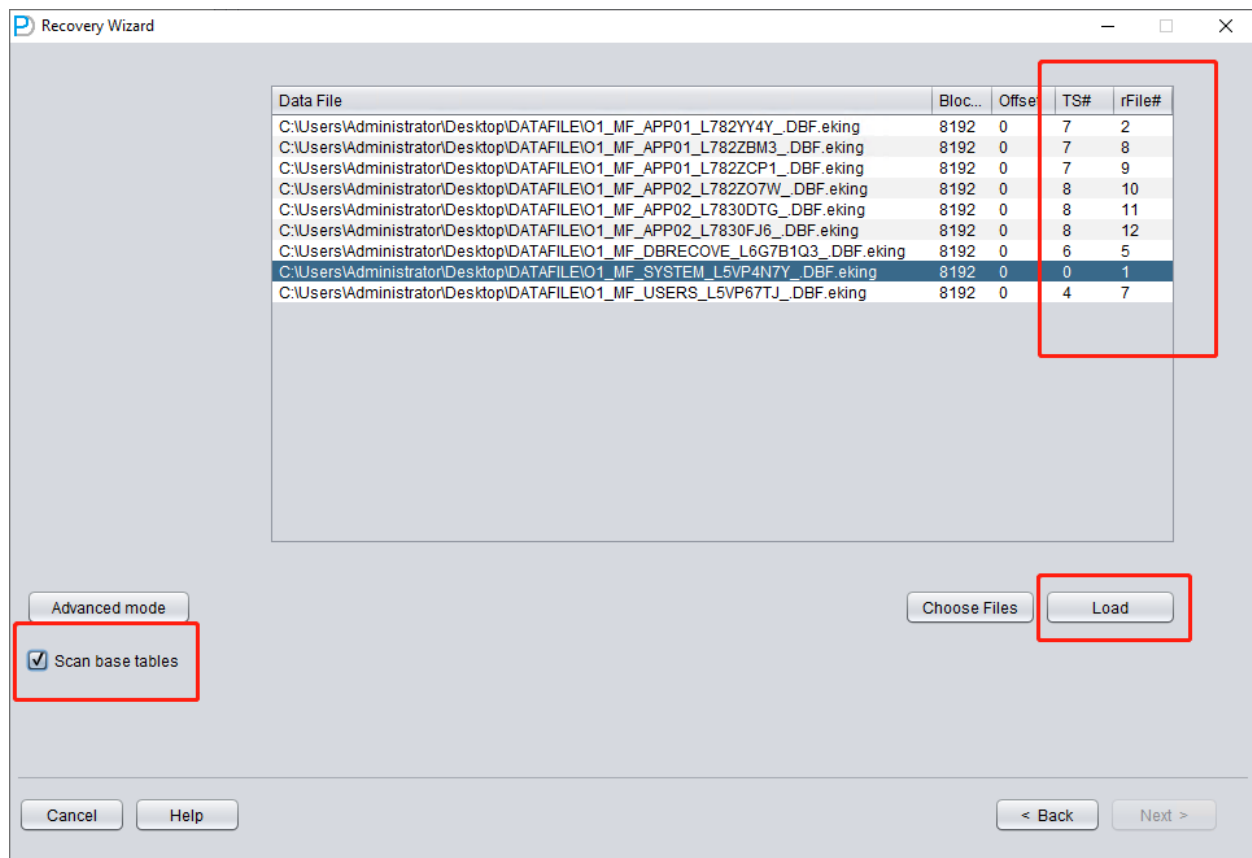 Recovery Wizard
Data File Bloc... Offset TS# rFile#
C:\Users\Administrator\Desktop\DATAFILE\O1_MF_APP01_L782YY4Y_.DBF.eking 8192 0 7 2
C:\Users\Administrator\Desktop\DATAFILE\O1_MF_APP01_L782ZBM3_.DBF.eking 8192 0 7 8
C:\Users\Administrator\Desktop\DATAFILE\O1_MF_APP01_L782ZCP1_.DBF.eking 8192 0 7 9
C:\Users\Administrator\Desktop\DATAFILE\O1_MF_APP02_L782ZO7W_.DBF.eking 8192 0 8 10
C:\Users\Administrator\Desktop\DATAFILE\O1_MF_APP02_L7830DTG_.DBF.eking 8192 0 8 11
C:\Users\Administrator\Desktop\DATAFILE\O1_MF_APP02_L7830FJ6_.DBF.eking 8192 0 8 12
C:\Users\Administrator\Desktop\DATAFILE\O1_MF_DBRECOVE_L6G7B1Q3_.DBF.eking 8192 0 6 5
C:\Users\Administrator\Desktop\DATAFILE\O1_MF_SYSTEM_L5VP4N7Y_.DBF.eking 8192 0 0 1
C:\Users\Administrator\Desktop\DATAFILE\O1_MF_USERS_L5VP67TJ_.DBF.eking 8192 0 4 7
Advanced mode Choose Files Load
Scan base tables
Cancel Help < Back Next >